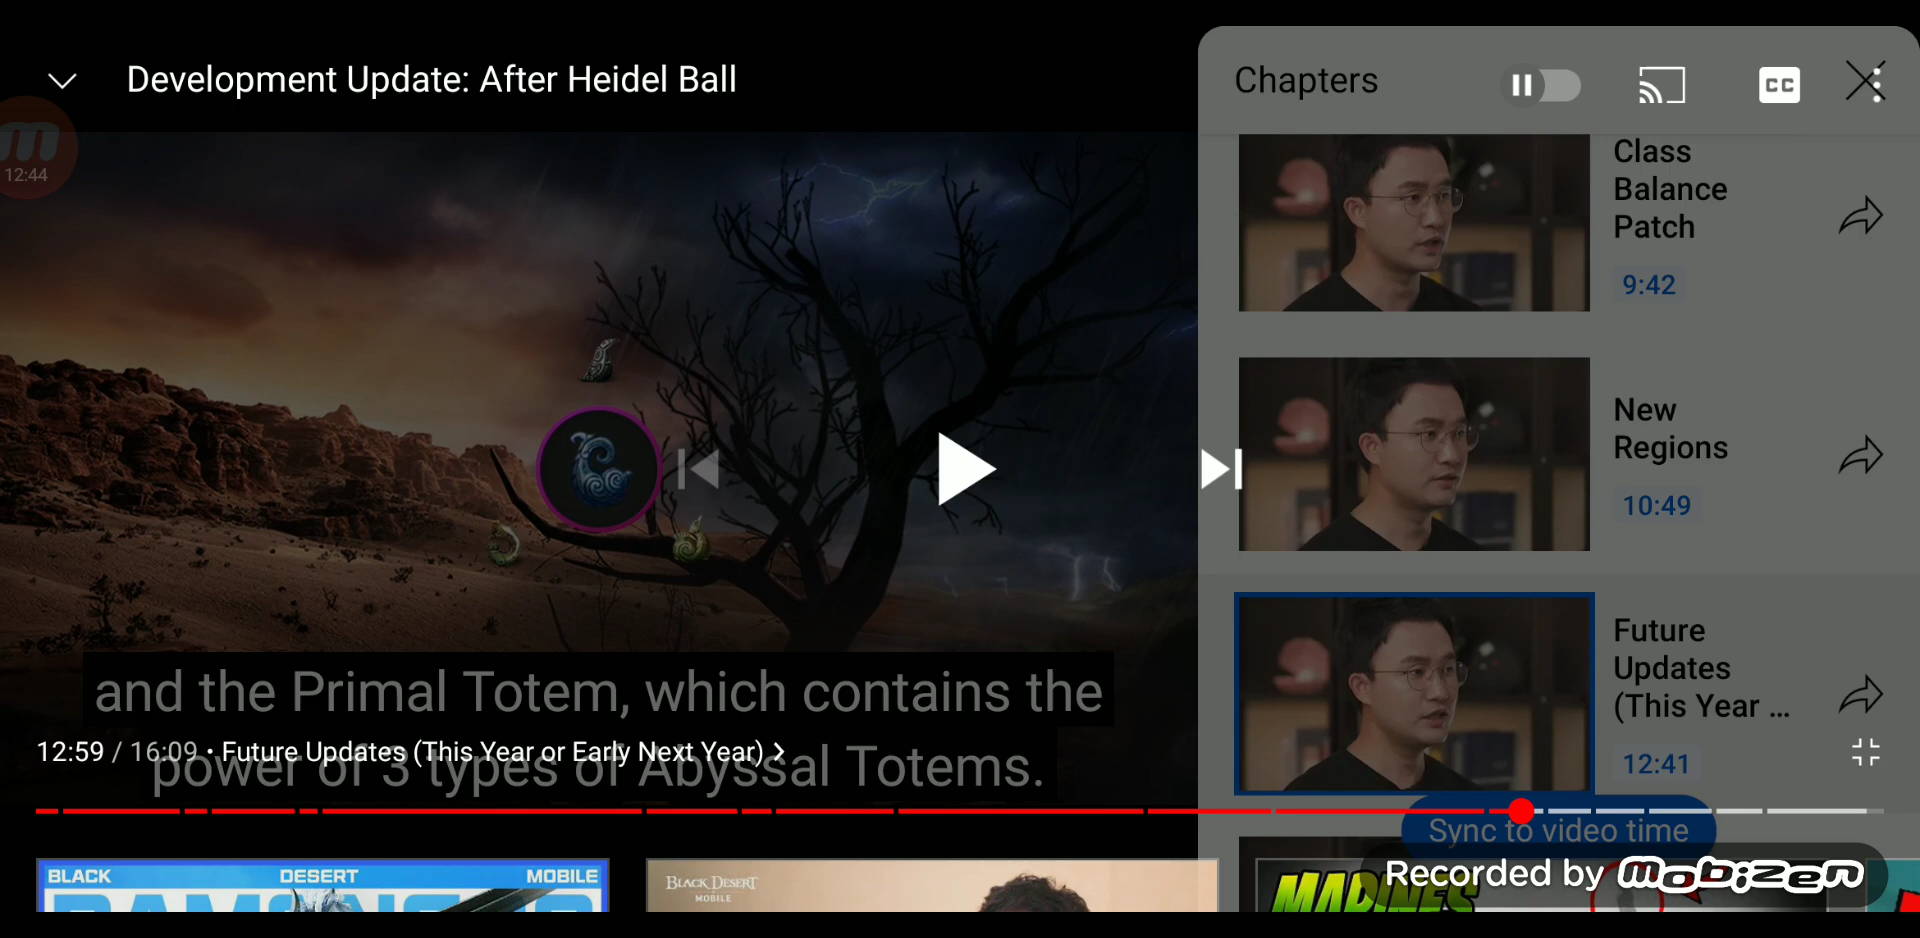 Development Update: After Heidel Ball
12:44
Chapters
CC
Class
Balance
Patch
9:42
New
Regions
10:49
Future
Updates
(This Year ...
12:41
and the Primal Totem, which contains the
12:59 / 16:09 • Future Updates (This Year or Early Next Year)
power of 3 types of Abyssal Totems.
Sync to video time
Recorded by mobizen
BLACK DESERT MOBILE
BLACK DESERT
MOBILE